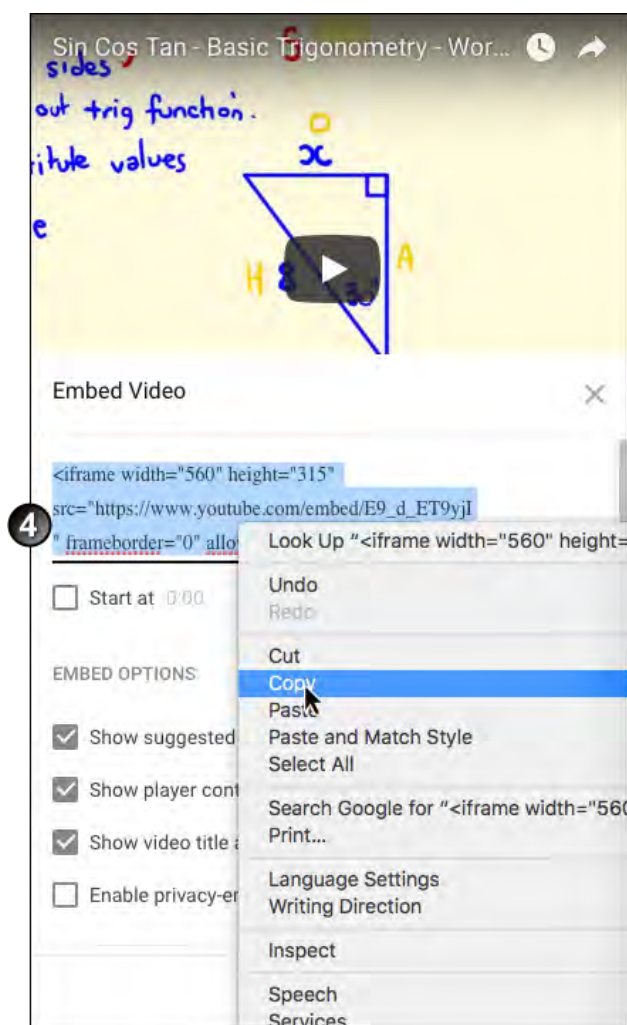 Sin Cos Tan - Basic Trigonometry - Wor...
sides
out trig function.
values
e
O
x
H 8
A
30°
Embed Video
<iframe width="560" height="315"
src="https://www.youtube.com/embed/E9_d_ET9yjI
" frameborder="0" allo
4
Look Up “<iframe width="560" height=
Start at 0:00
Undo
Redo
EMBED OPTIONS
Cut
Copy
Paste
Show suggested
Paste and Match Style
Select All
Show player cont
Search Google for “<iframe width="560
Print...
Show video title a
Language Settings
Enable privacy-en
Writing Direction
Inspect
Speech
Services